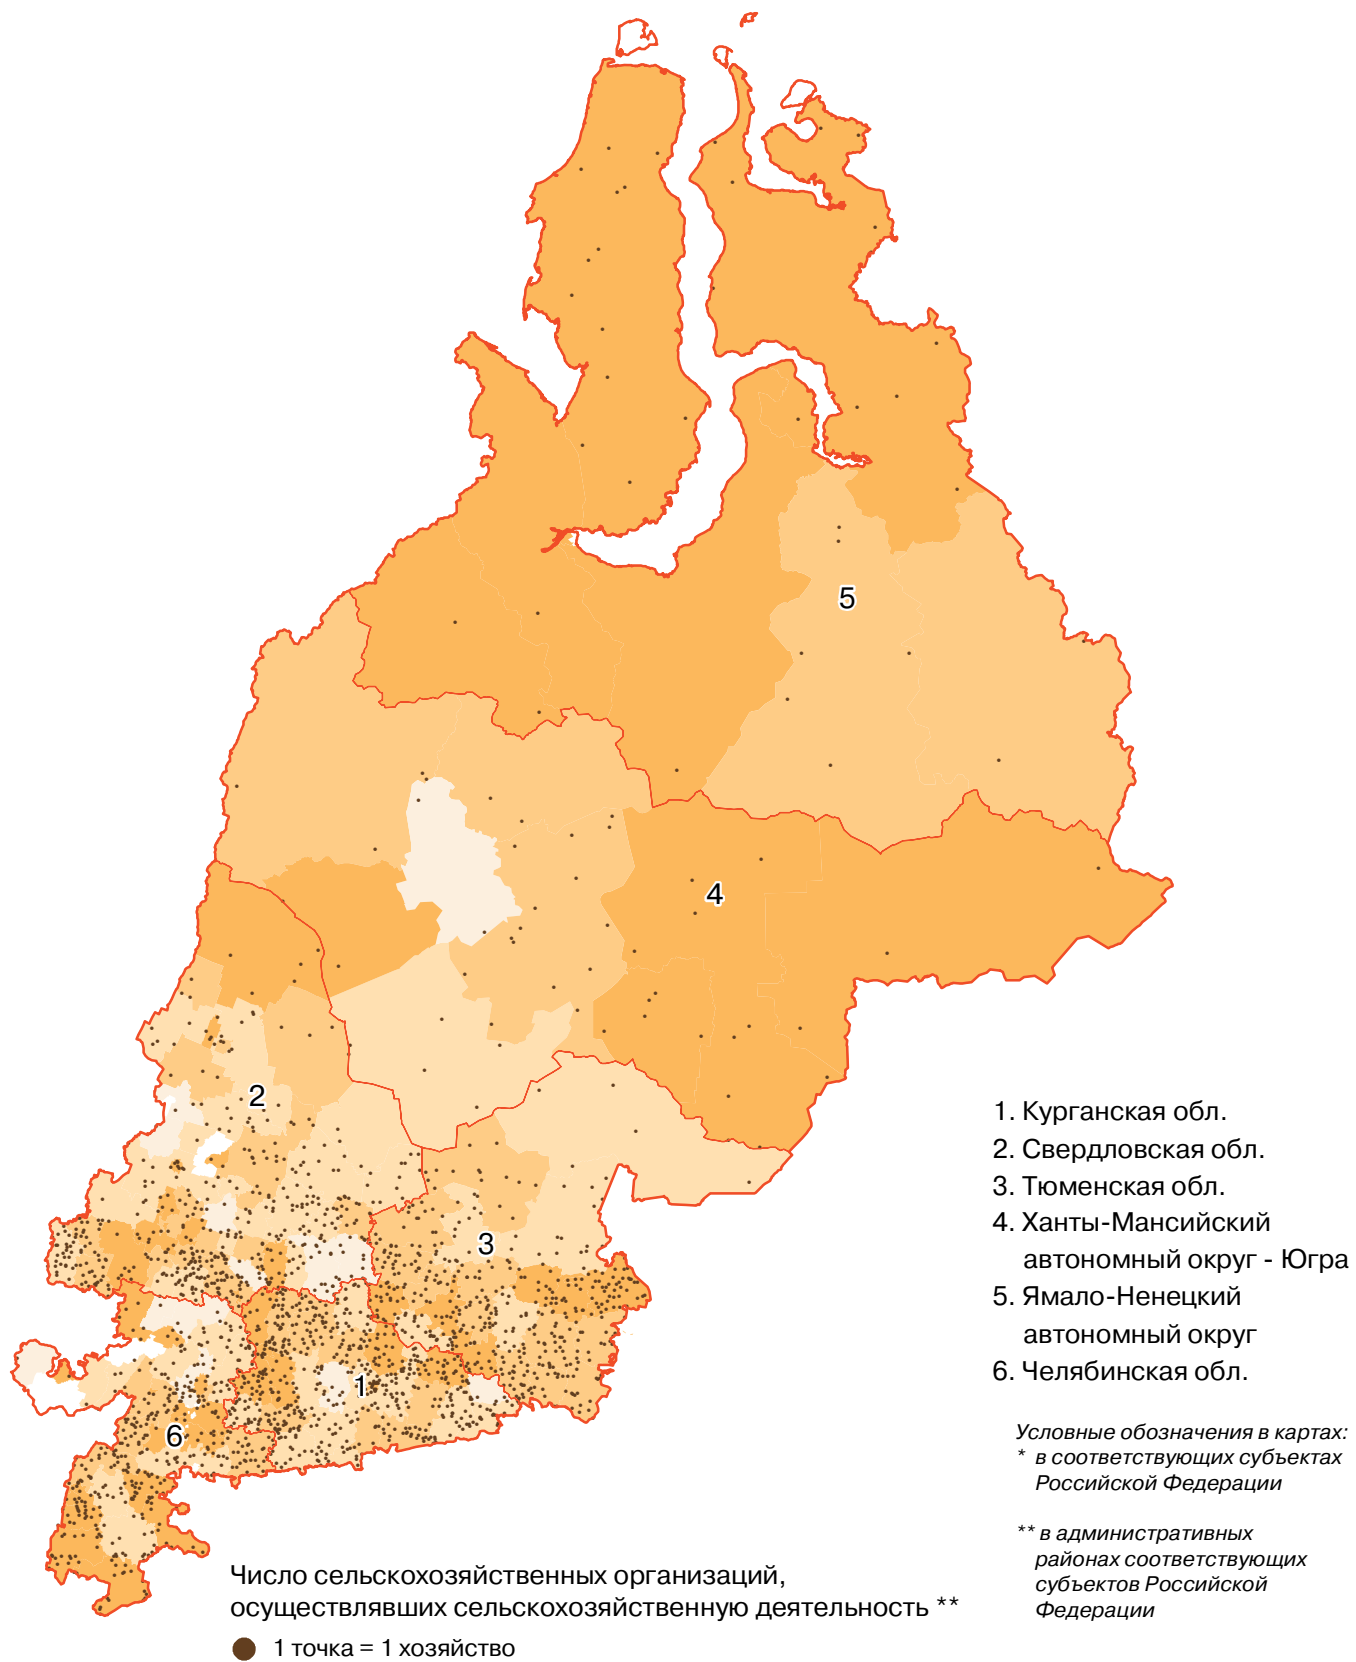 5
4
2
3
1
6
1. Курганская обл.
2. Свердловская обл.
3. Тюменская обл.
4. Ханты-Мансийский
автономный округ - Югра
5. Ямало-Ненецкий
автономный округ
6. Челябинская обл.
Условные обозначения в картах:
* в соответствующих субъектах
Российской Федерации
** в административных
районах соответствующих
субъектов Российской
Федерации
Число сельскохозяйственных организаций,
осуществлявших сельскохозяйственную деятельность **
1 точка = 1 хозяйство